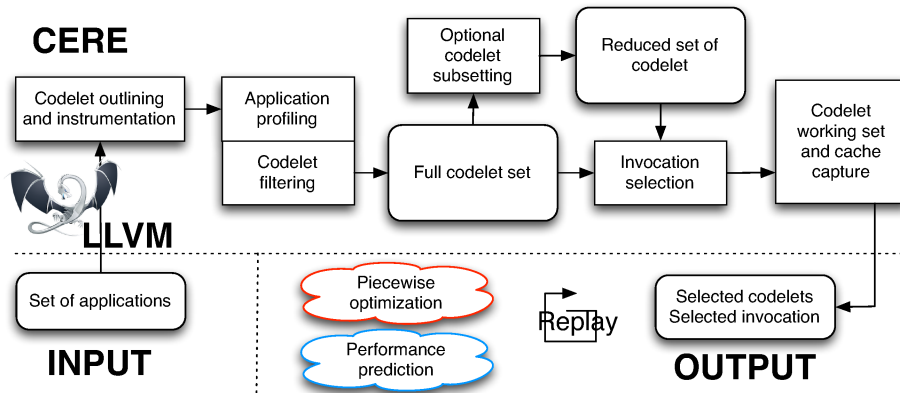 CERE
Codelet outlining
and instrumentation
Application
profiling
Codelet
filtering
Optional
codelet
subsetting
Reduced set of
codelet
Full codelet set
Invocation
selection
Codelet
working set
and cache
capture
LLVM
Set of applications
INPUT
Piecewise
optimization
Performance
prediction
Replay
Selected codelets
Selected invocation
OUTPUT